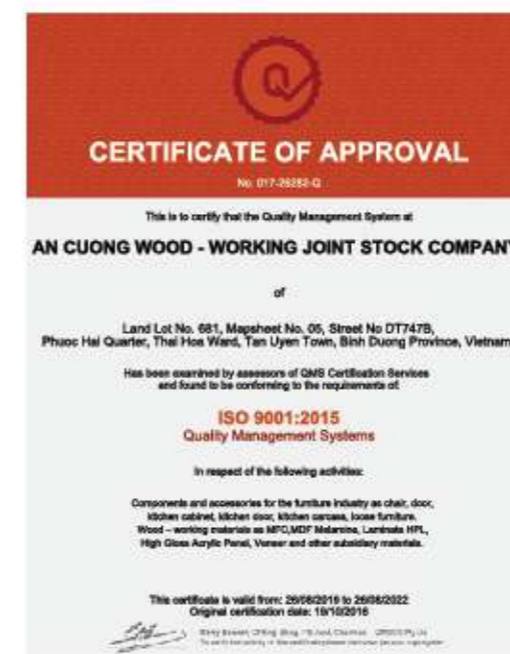 CERTIFICATE OF APPROVAL
No. 017-26282-Q
This is to certify that the Quality Management System at
AN CUONG WOOD - WORKING JOINT STOCK COMPANY
of
Land Lot No. 681, Mapsheet No. 05, Street No DT747B,
Phuoc Hai Quarter, Thai Hoa Ward, Tan Uyen Town, Binh Duong Province, Vietnam
Has been examined by assessors of QMS Certification Services
and found to be conforming to the requirements of:
ISO 9001:2015
Quality Management Systems
In respect of the following activities:
Components and accessories for the furniture industry as chair, door,
kitchen cabinet, kitchen door, kitchen carcass, loose furniture.
Wood – working materials as MFC,MDF Melamine, Laminate HPL,
High Gloss Acrylic Panel, Veneer and other subsidiary materials.
This certificate is valid from: 26/08/2019 to 26/08/2022
Original certification date: 19/10/2016